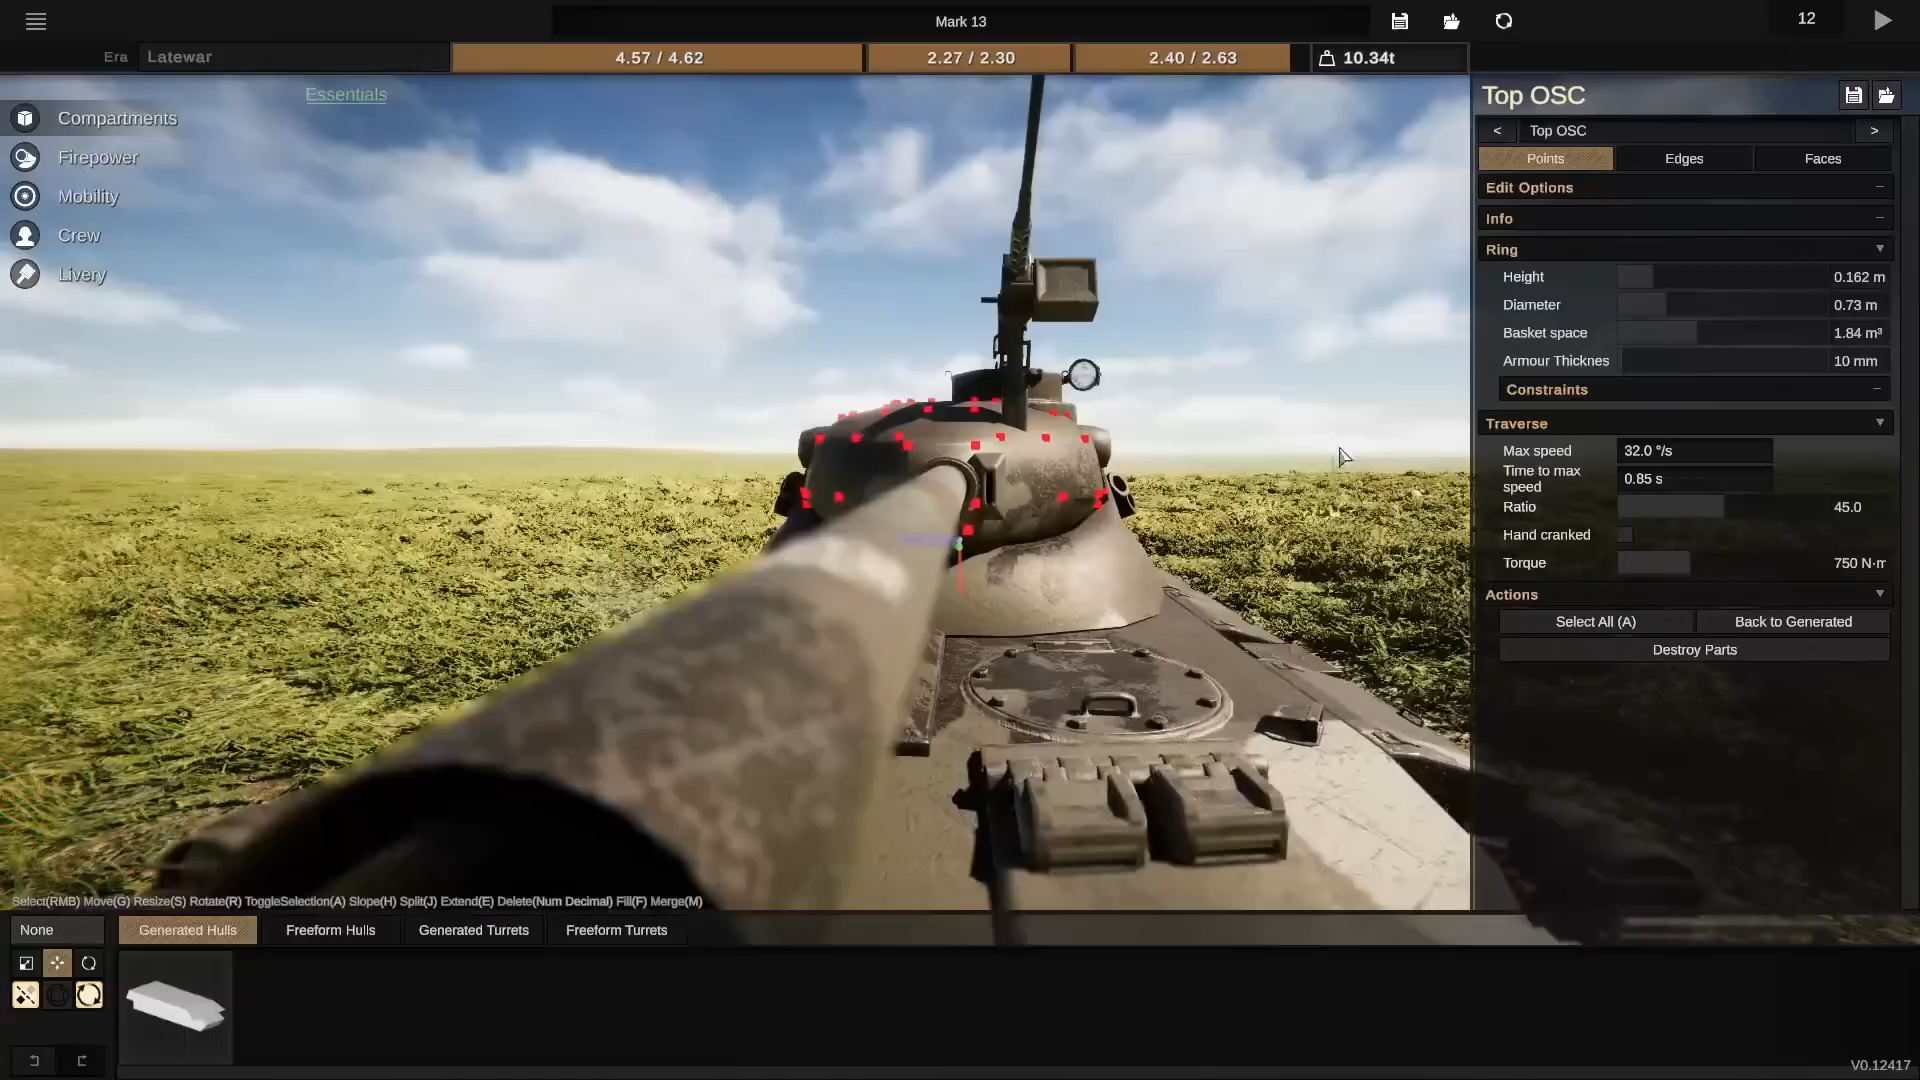 Mark 13
12
Era
Latewar
4.57 / 4.62
2.27 / 2.30
2.40 / 2.63
10.34t
Essentials
Compartments
Firepower
Mobility
Crew
Livery
Top OSC
<
Top OSC
>
Points
Edges
Faces
Edit Options
Info
Ring
Height
0.162 m
Diameter
0.73 m
Basket space
1.84 m³
Armour Thicknes
10 mm
Constraints
Traverse
Max speed
32.0 °/s
Time to max
speed
0.85 s
Ratio
45.0
Hand cranked
Torque
750 N·m
Actions
Select All (A)
Back to Generated
Destroy Parts
Select(RMB) Move(G) Resize(S) Rotate(R) ToggleSelection(A) Slope(H) Split(J) Extend(E) Delete(Num Decimal) Fill(F) Merge(M)
None
Generated Hulls
Freeform Hulls
Generated Turrets
Freeform Turrets
V0.12417